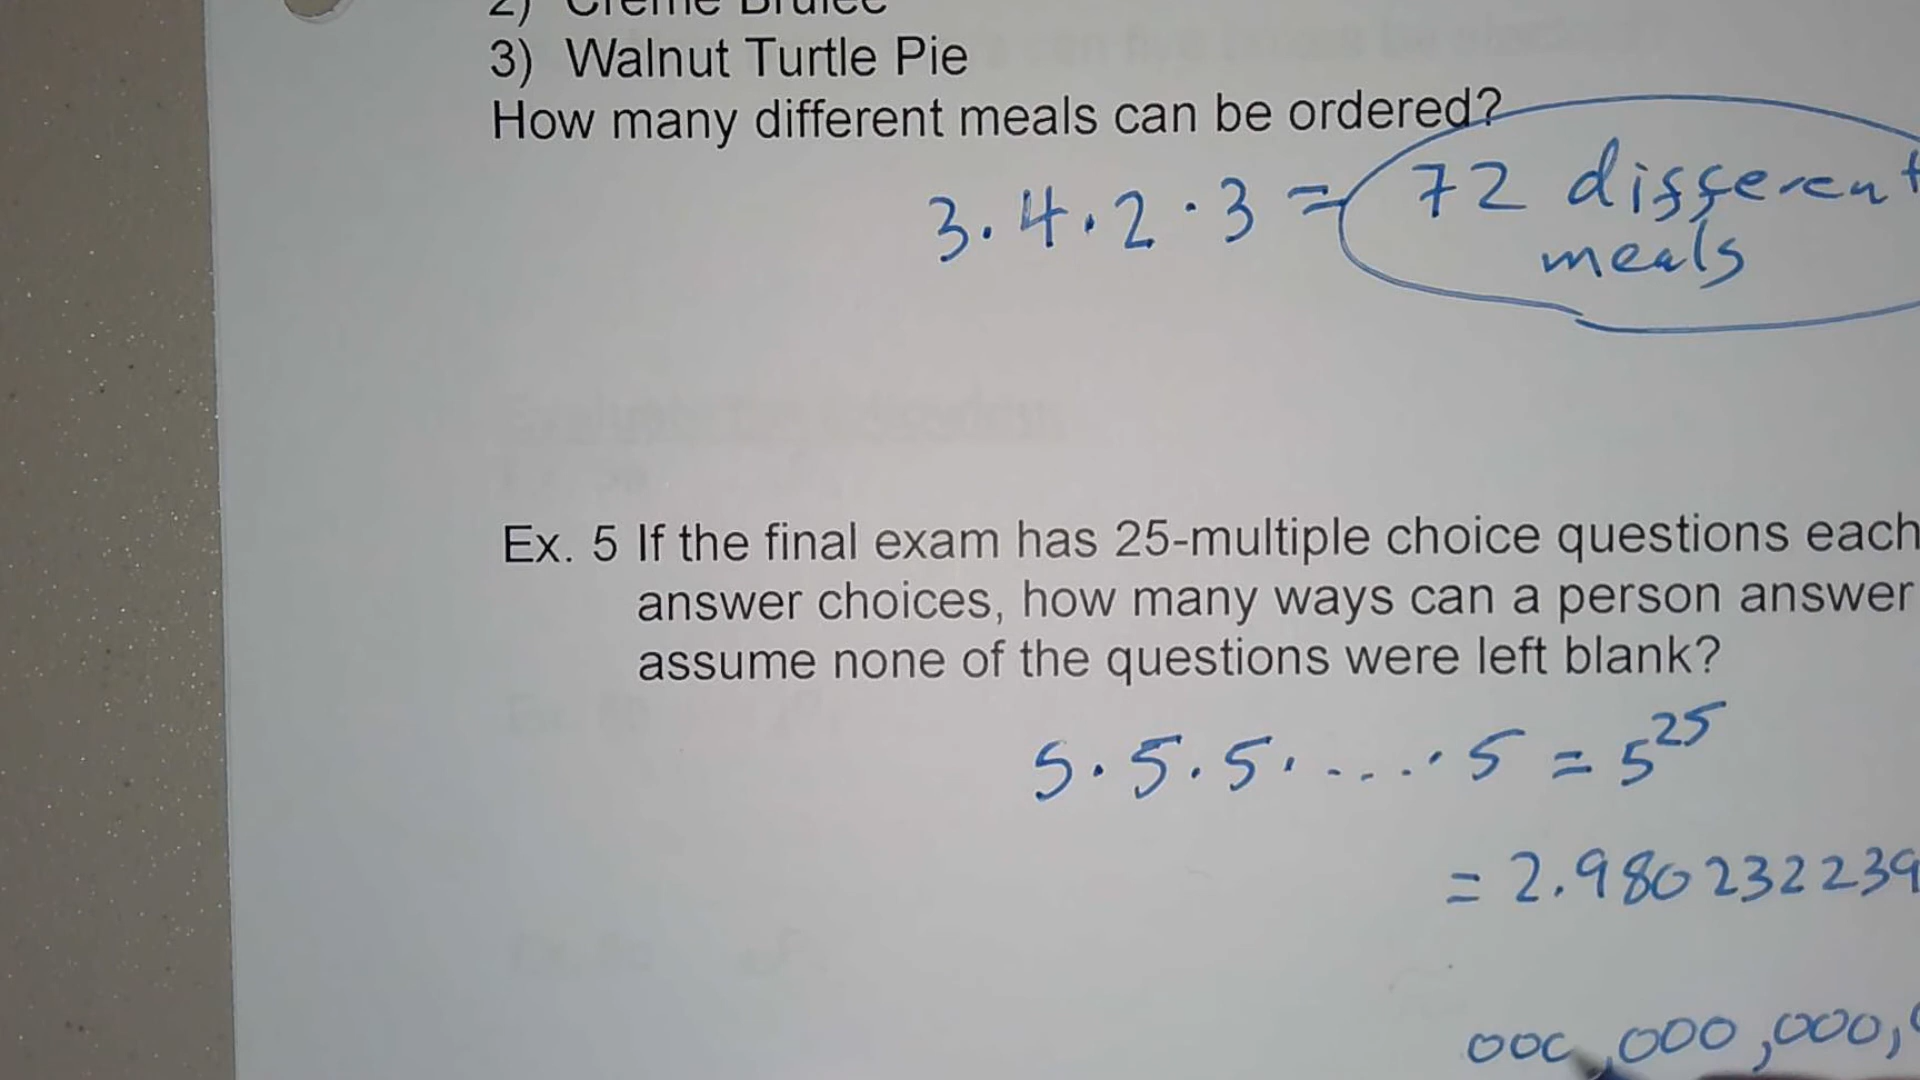 2) Creme Brulee
3) Walnut Turtle Pie
How many different meals can be ordered?
3 · 4 · 2 · 3 = 72 different
meals
Ex. 5 If the final exam has 25-multiple choice questions each
answer choices, how many ways can a person answer
assume none of the questions were left blank?
5 · 5 · 5 · .... · 5 = 5^25
= 2.980232239
000,000,000,